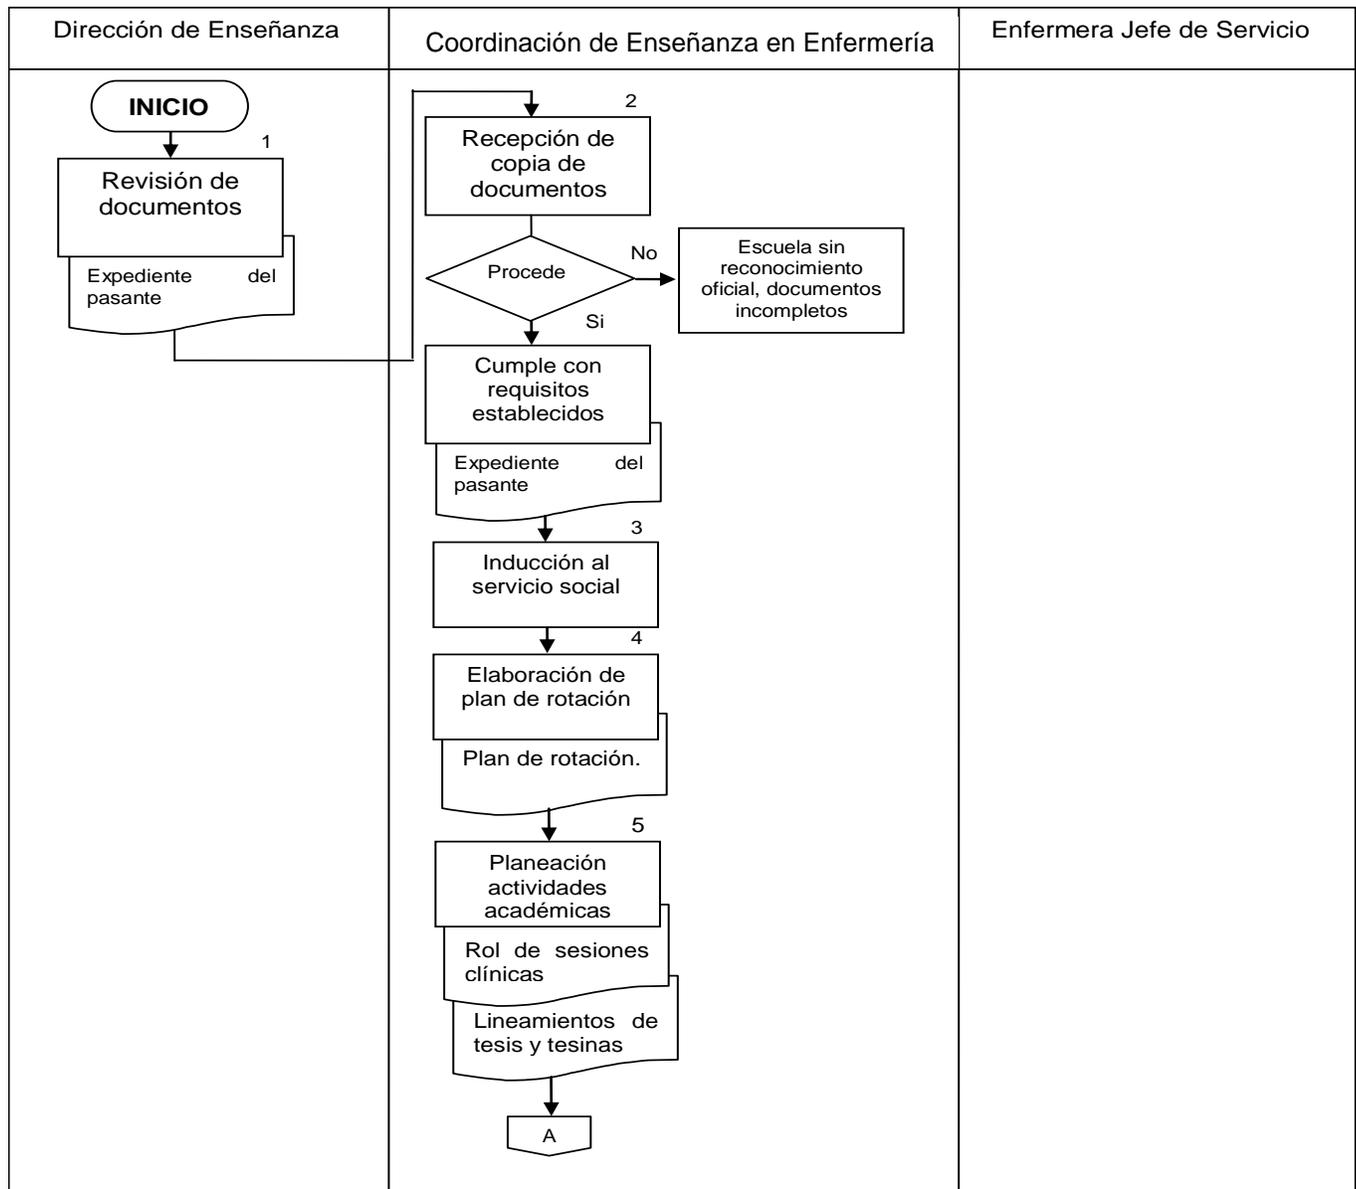 Dirección de Enseñanza
Coordinación de Enseñanza en Enfermería
Enfermera Jefe de Servicio
INICIO
1
Revisión de
documentos
Expediente del
pasante
2
Recepción de
copia de
documentos
Procede
No
Escuela sin
reconocimiento
oficial, documentos
incompletos
Si
Cumple con
requisitos
establecidos
Expediente del
pasante
3
Inducción al
servicio social
4
Elaboración de
plan de rotación
Plan de rotación.
5
Planeación
actividades
académicas
Rol de sesiones
clínicas
Lineamientos de
tesis y tesinas
A